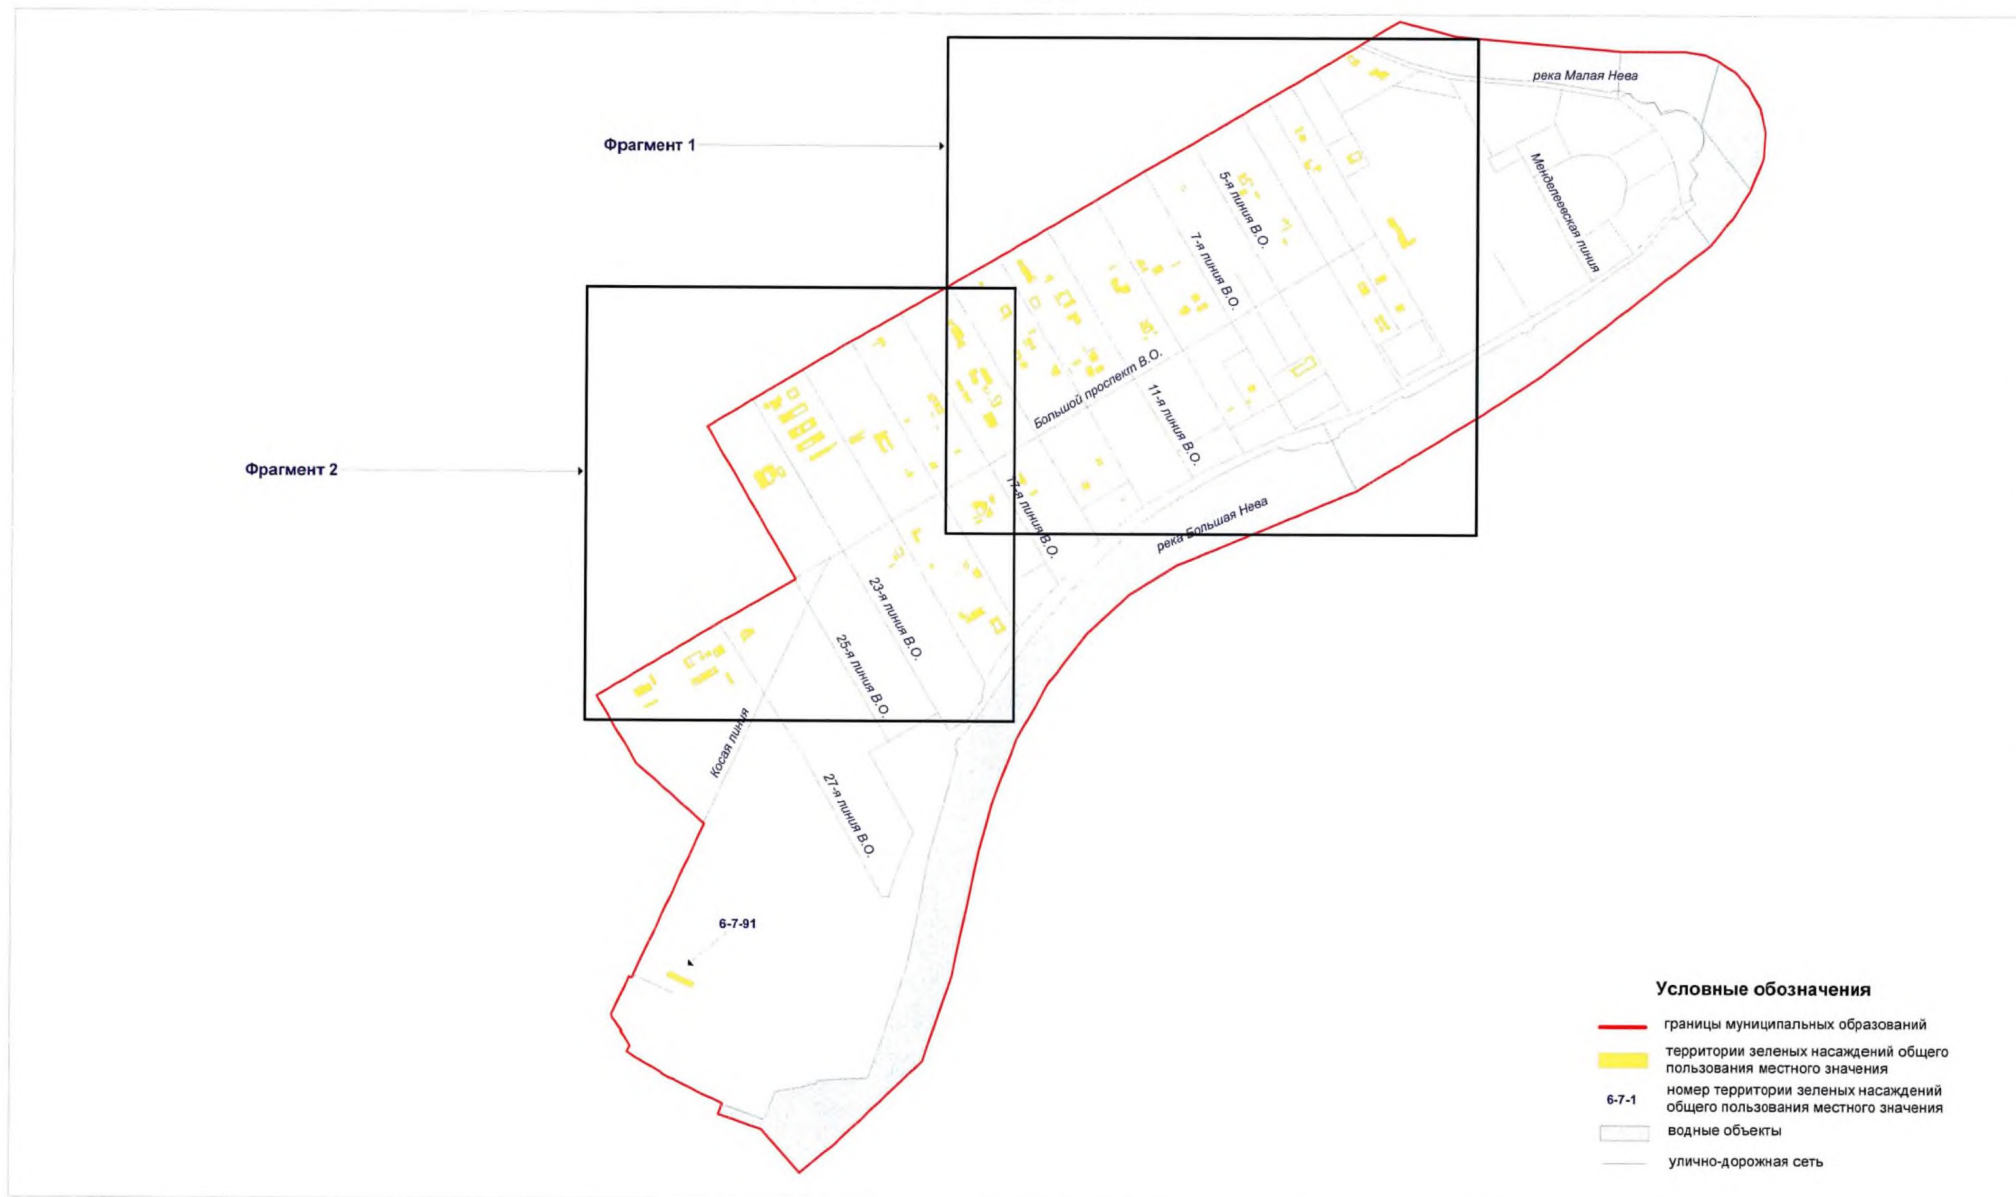 река Малая Нева
Фрагмент 1
Менделеевская линия
5-я линия В.О.
7-я линия В.О.
Большой проспект В.О.
11-я линия В.О.
Фрагмент 2
17-я линия В.О.
река Большая Нева
23-я линия В.О.
25-я линия В.О.
Косая линия
27-я линия В.О.
6-7-91
Условные обозначения
границы муниципальных образований
территории зеленых насаждений общего
пользования местного значения
6-7-1
номер территории зеленых насаждений
общего пользования местного значения
водные объекты
улично-дорожная сеть